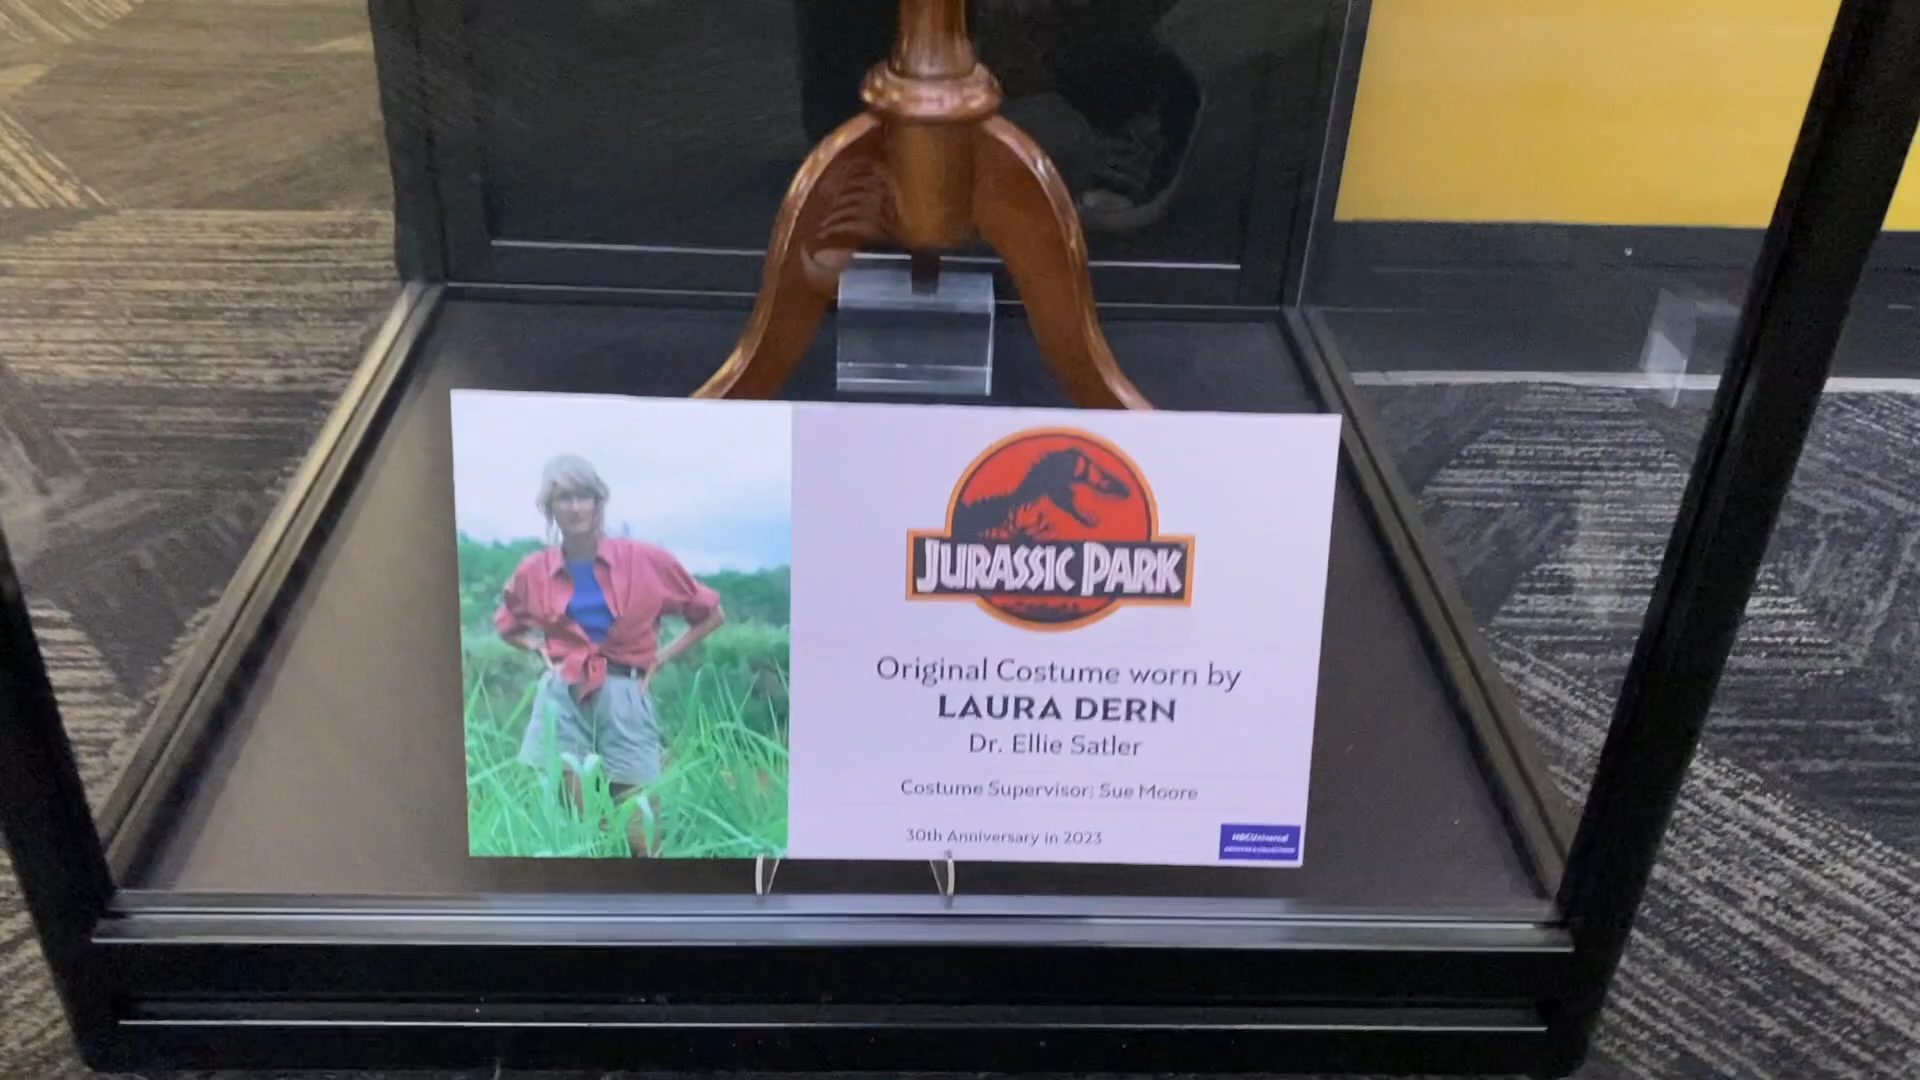 JURASSIC PARK
Original Costume worn by
LAURA DERN
Dr. Ellie Satler
Costume Supervisor: Sue Moore
30th Anniversary in 2023
NBCUniversal